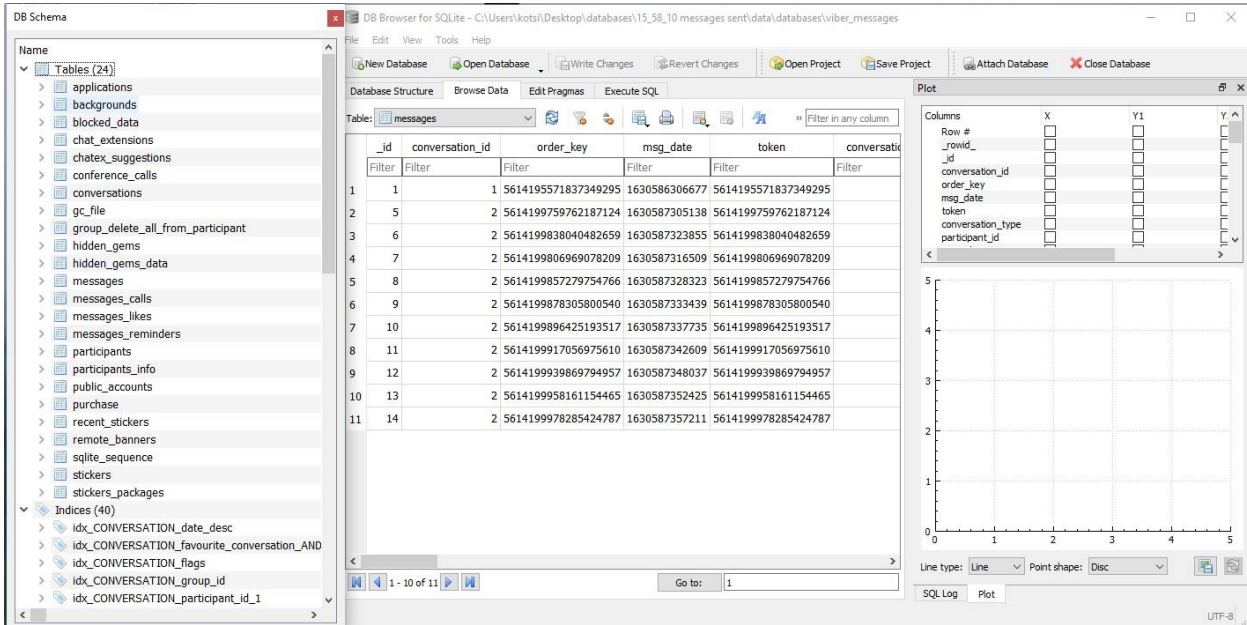 DB Schema
Name
Tables (24)
applications
backgrounds
blocked_data
chat_extensions
chatex_suggestions
conference_calls
conversations
gc_file
group_delete_all_from_participant
hidden_gems
hidden_gems_data
messages
messages_calls
messages_likes
messages_reminders
participants
participants_info
public_accounts
purchase
recent_stickers
remote_banners
sqlite_sequence
stickers
stickers_packages
Indices (40)
idx_CONVERSATION_date_desc
idx_CONVERSATION_favourite_conversation_AND
idx_CONVERSATION_flags
idx_CONVERSATION_group_id
idx_CONVERSATION_participant_id_1
DB Browser for SQLite - C:\Users\kotsi\Desktop\databases\15_58_10 messages sent\data\databases\viber_messages
File Edit View Tools Help
New Database Open Database Write Changes Revert Changes Open Project Save Project Attach Database Close Database
Database Structure Browse Data Edit Pragmas Execute SQL
Table: messages » Filter in any column
_id conversation_id order_key msg_date token conversatic
Filter Filter Filter Filter Filter Filter
1 1 1 5614195571837349295 1630586306677 5614195571837349295
2 5 2 5614199759762187124 1630587305138 5614199759762187124
3 6 2 5614199838040482659 1630587323855 5614199838040482659
4 7 2 5614199806969078209 1630587316509 5614199806969078209
5 8 2 5614199857279754766 1630587328323 5614199857279754766
6 9 2 5614199878305800540 1630587333439 5614199878305800540
7 10 2 5614199896425193517 1630587337735 5614199896425193517
8 11 2 5614199917056975610 1630587342609 5614199917056975610
9 12 2 5614199939869794957 1630587348037 5614199939869794957
10 13 2 5614199958161154465 1630587352425 5614199958161154465
11 14 2 5614199978285424787 1630587357211 5614199978285424787
1 - 10 of 11 Go to: 1
Plot
Columns X Y1 Y
Row #
_rowid_
_id
conversation_id
order_key
msg_date
token
conversation_type
participant_id
5
4
3
2
1
0
0 1 2 3 4 5
Line type: Line Point shape: Disc
SQL Log Plot
UTF-8